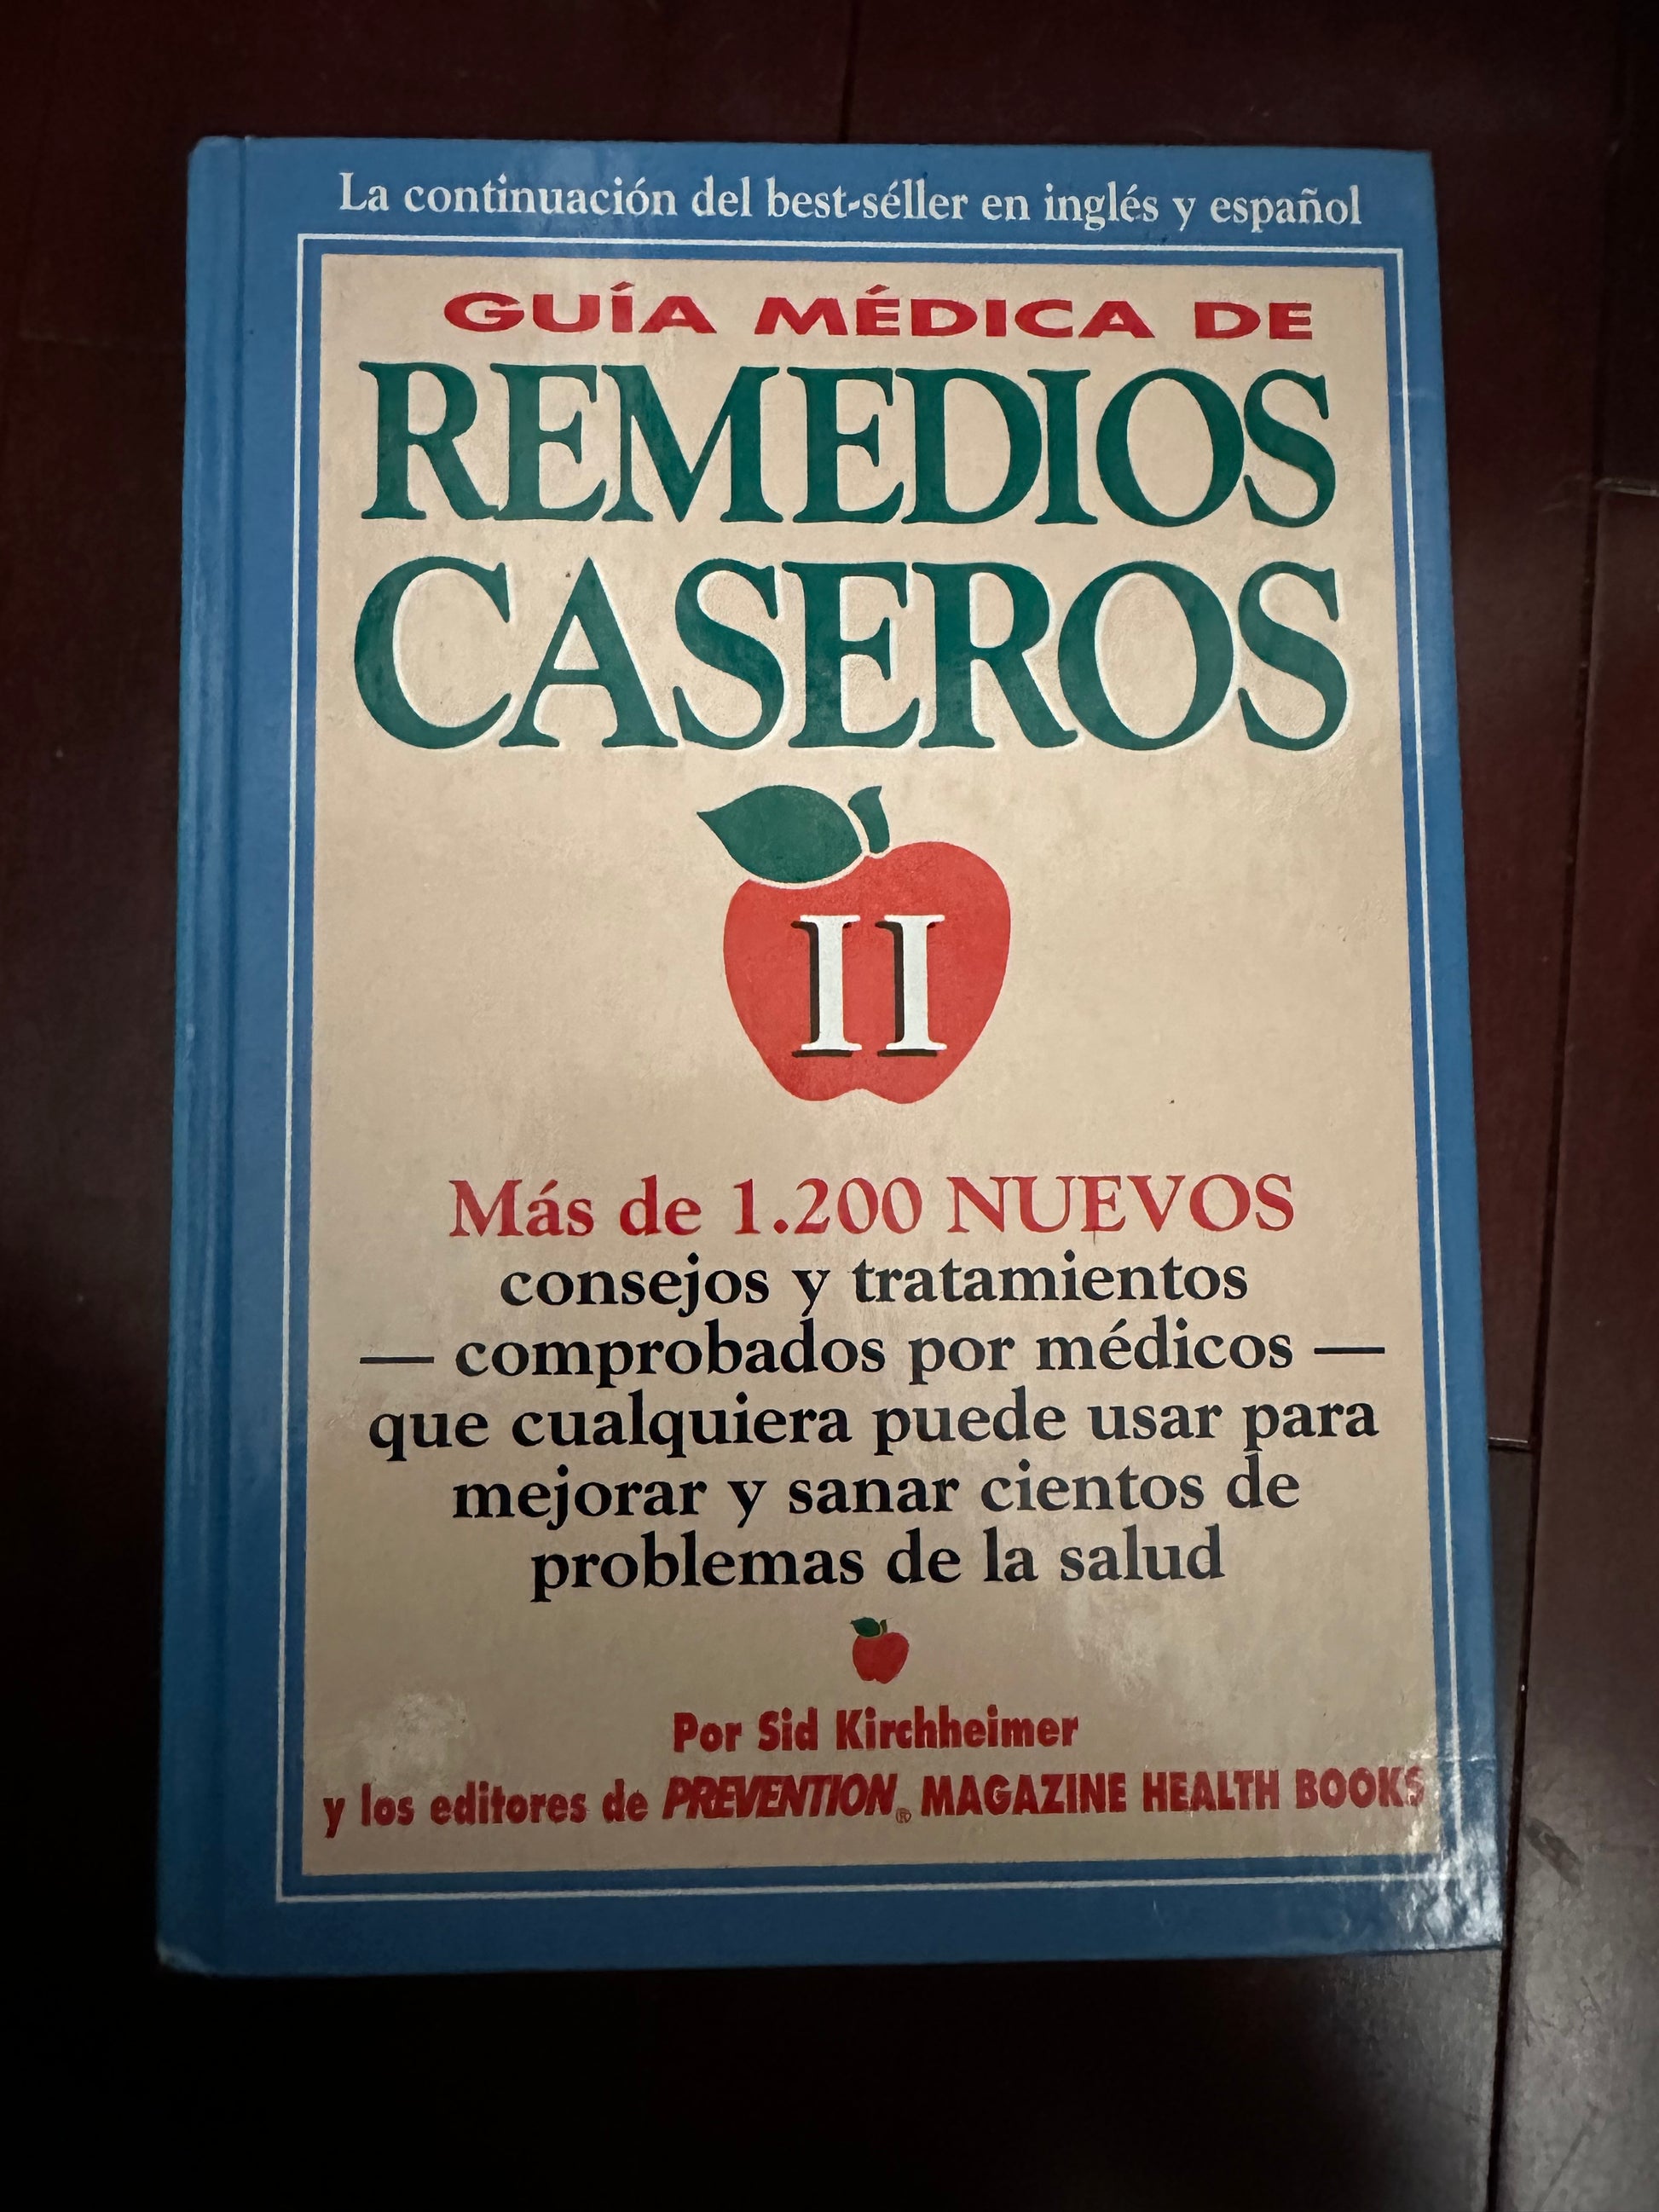 La continuación del best-séller en inglés y español
GUÍA MÉDICA DE
REMEDIOS
CASEROS
II
Más de 1.200 NUEVOS
consejos y tratamientos
— comprobados por médicos —
que cualquiera puede usar para
mejorar y sanar cientos de
problemas de la salud
Por Sid Kirchheimer
y los editores de PREVENTION® MAGAZINE HEALTH BOOKS